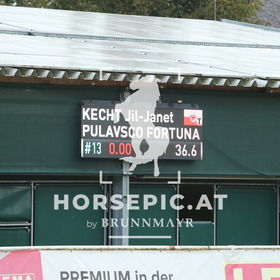 KECHT Jil-Janet
PULAVSCO FORTUNA
#13 0.00 36.6
HORSEPIC.AT
by BRUNNMAYR
PREMIUM in der